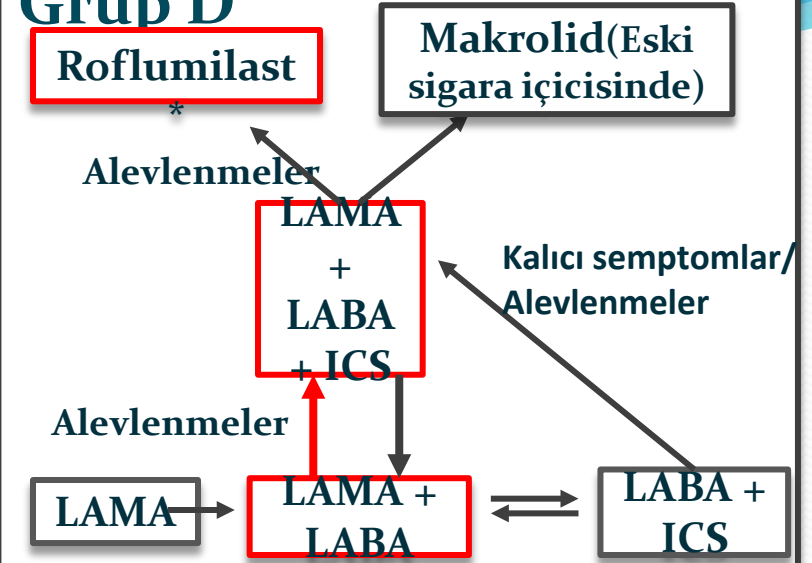 Grup D
Roflumilast
*
Makrolid(Eski
sigara içicisinde)
Alevlenmeler
LAMA
+
LABA
+ ICS
Kalıcı semptomlar/
Alevlenmeler
Alevlenmeler
LAMA
LAMA +
LABA
LABA +
ICS